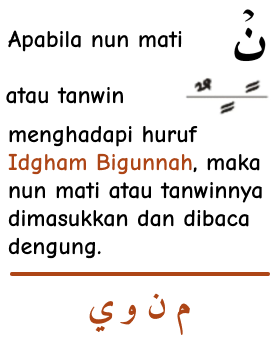 Apabila nun mati نْ
atau tanwin ـٌ ـً ـٍ
menghadapi huruf
Idgham Bigunnah, maka
nun mati atau tanwinnya
dimasukkan dan dibaca
dengung.
م ن و ي